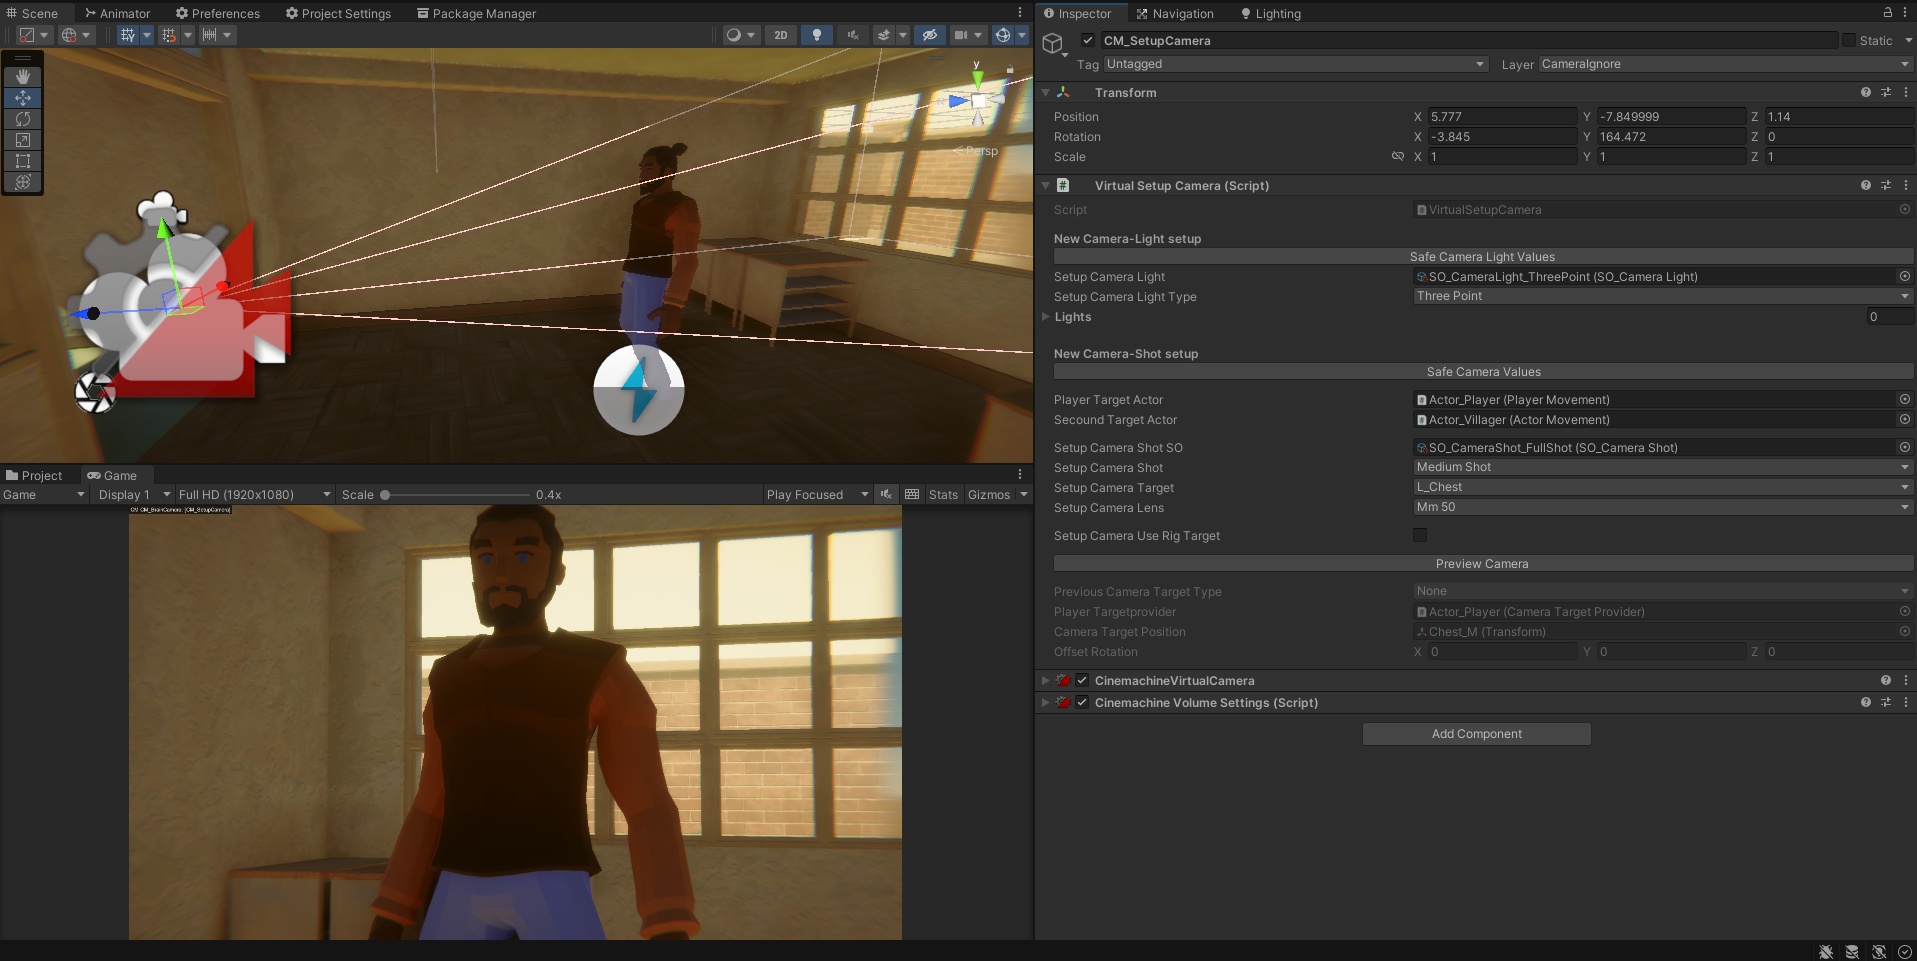 Scene
Animator
Preferences
Project Settings
Package Manager
2D
y
Persp
Project
Game
Game
Display 1
Full HD (1920x1080)
Scale
0.4x
Play Focused
Stats
Gizmos
CM CM_BrainCamera: [CM_SetupCamera]
Inspector
Navigation
Lighting
CM_SetupCamera
Static
Tag Untagged
Layer CameraIgnore
Transform
Position X 5.777 Y -7.849999 Z 1.14
Rotation X -3.845 Y 164.472 Z 0
Scale X 1 Y 1 Z 1
Virtual Setup Camera (Script)
Script VirtualSetupCamera
New Camera-Light setup
Safe Camera Light Values
Setup Camera Light SO_CameraLight_ThreePoint (SO_Camera Light)
Setup Camera Light Type Three Point
Lights 0
New Camera-Shot setup
Safe Camera Values
Player Target Actor Actor_Player (Player Movement)
Secound Target Actor Actor_Villager (Actor Movement)
Setup Camera Shot SO SO_CameraShot_FullShot (SO_Camera Shot)
Setup Camera Shot Medium Shot
Setup Camera Target L_Chest
Setup Camera Lens Mm 50
Setup Camera Use Rig Target
Preview Camera
Previous Camera Target Type None
Player Targetprovider Actor_Player (Camera Target Provider)
Camera Target Position Chest_M (Transform)
Offset Rotation X 0 Y 0 Z 0
CinemachineVirtualCamera
Cinemachine Volume Settings (Script)
Add Component